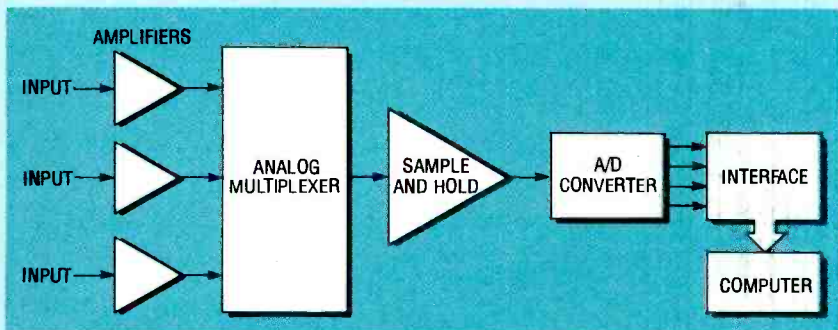 AMPLIFIERS
INPUT
INPUT
INPUT
ANALOG
MULTIPLEXER
SAMPLE
AND HOLD
A/D
CONVERTER
INTERFACE
COMPUTER